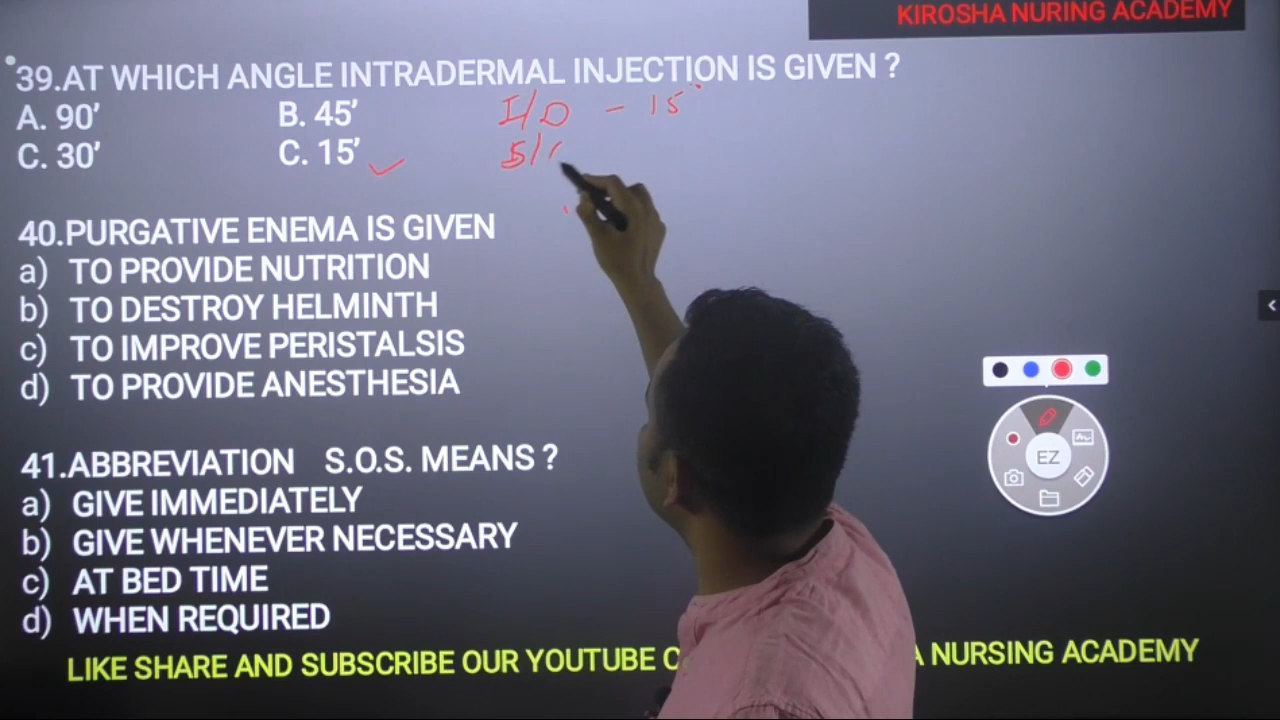 KIROSHA NURING ACADEMY
39.AT WHICH ANGLE INTRADERMAL INJECTION IS GIVEN ?
A. 90’ B. 45’
C. 30’ C. 15’
I/D - 15°
S/
40.PURGATIVE ENEMA IS GIVEN
a) TO PROVIDE NUTRITION
b) TO DESTROY HELMINTH
c) TO IMPROVE PERISTALSIS
d) TO PROVIDE ANESTHESIA
41.ABBREVIATION S.O.S. MEANS ?
a) GIVE IMMEDIATELY
b) GIVE WHENEVER NECESSARY
c) AT BED TIME
d) WHEN REQUIRED
LIKE SHARE AND SUBSCRIBE OUR YOUTUBE C A NURSING ACADEMY
EZ